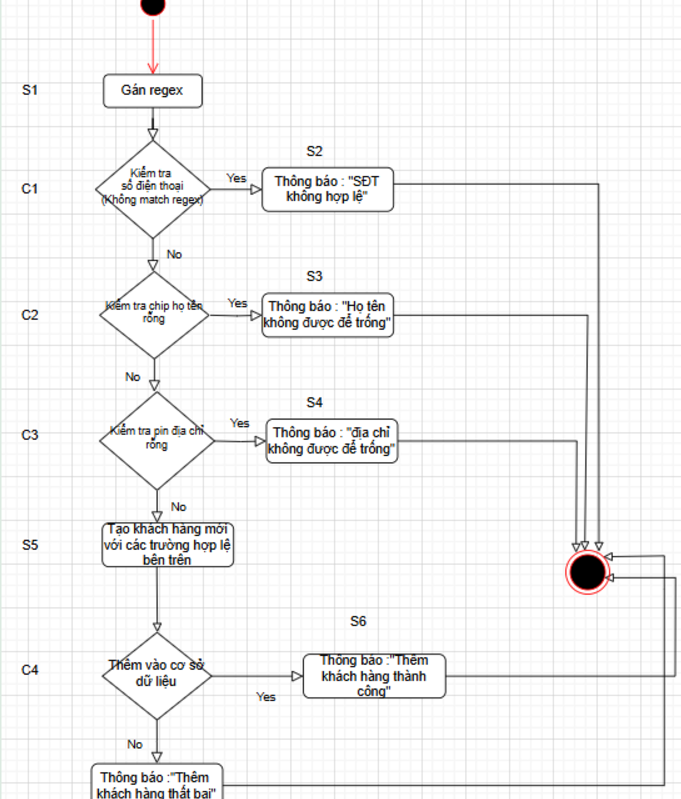 S1
Gán regex
S2
C1
Kiểm tra
số điện thoại
(Không match regex)
Yes
Thông báo : "SĐT
không hợp lệ"
No
S3
C2
Kiểm tra chip họ tên
rỗng
Yes
Thông báo : "Họ tên
không được để trống"
No
S4
C3
Kiểm tra pin địa chỉ
rỗng
Yes
Thông báo : "địa chỉ
không được để trống"
No
S5
Tạo khách hàng mới
với các trường hợp lệ
bên trên
S6
C4
Thêm vào cơ sở
dữ liệu
Yes
Thông báo :"Thêm
khách hàng thành
công"
No
Thông báo :"Thêm
khách hàng thất bại"